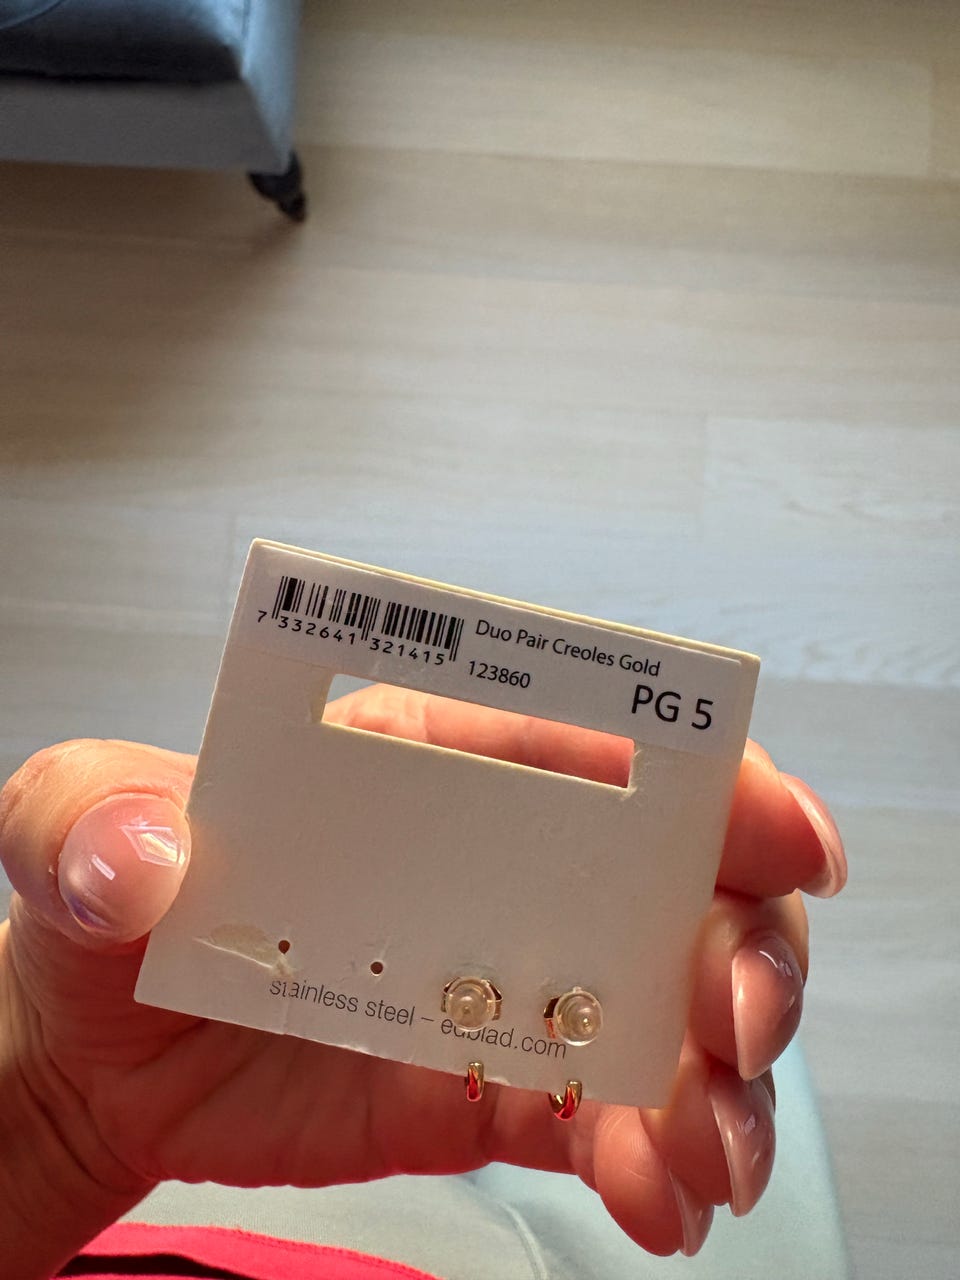 7 332641 321415
Duo Pair Creoles Gold
123860
PG 5
stainless steel – edblad.com